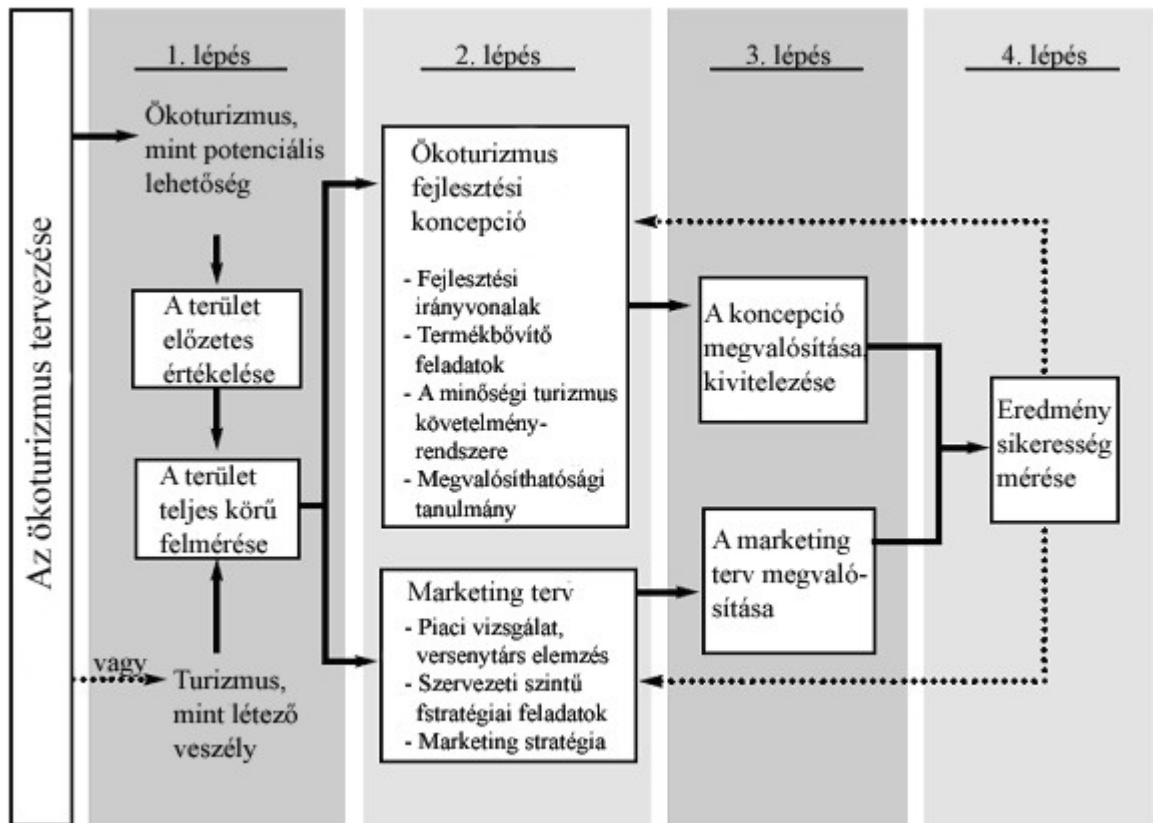 Az ökoturizmus tervezése
1. lépés
Ökoturizmus,
mint potenciális
lehetőség
A terület
előzetes
értékelése
A terület
teljes körű
felmérése
vagy
Turizmus,
mint létező
veszély
2. lépés
Ökoturizmus
fejlesztési
koncepció
- Fejlesztési
irányvonalak
- Termékbővítő
feladatok
- A minőségi turizmus
követelmény-
rendszere
- Megvalósíthatósági
tanulmány
Marketing terv
- Piaci vizsgálat,
versenytárs elemzés
- Szervezeti szintű
fstratégiai feladatok
- Marketing stratégia
3. lépés
A koncepció
megvalósítása,
kivitelezése
A marketing
terv megvaló-
sítása
4. lépés
Eredmény
sikeresség
mérése